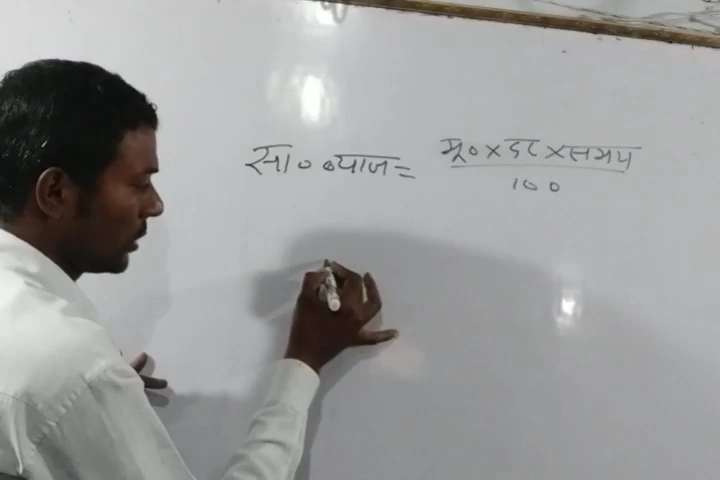 सा० ब्याज = मू० × दर × समय
100